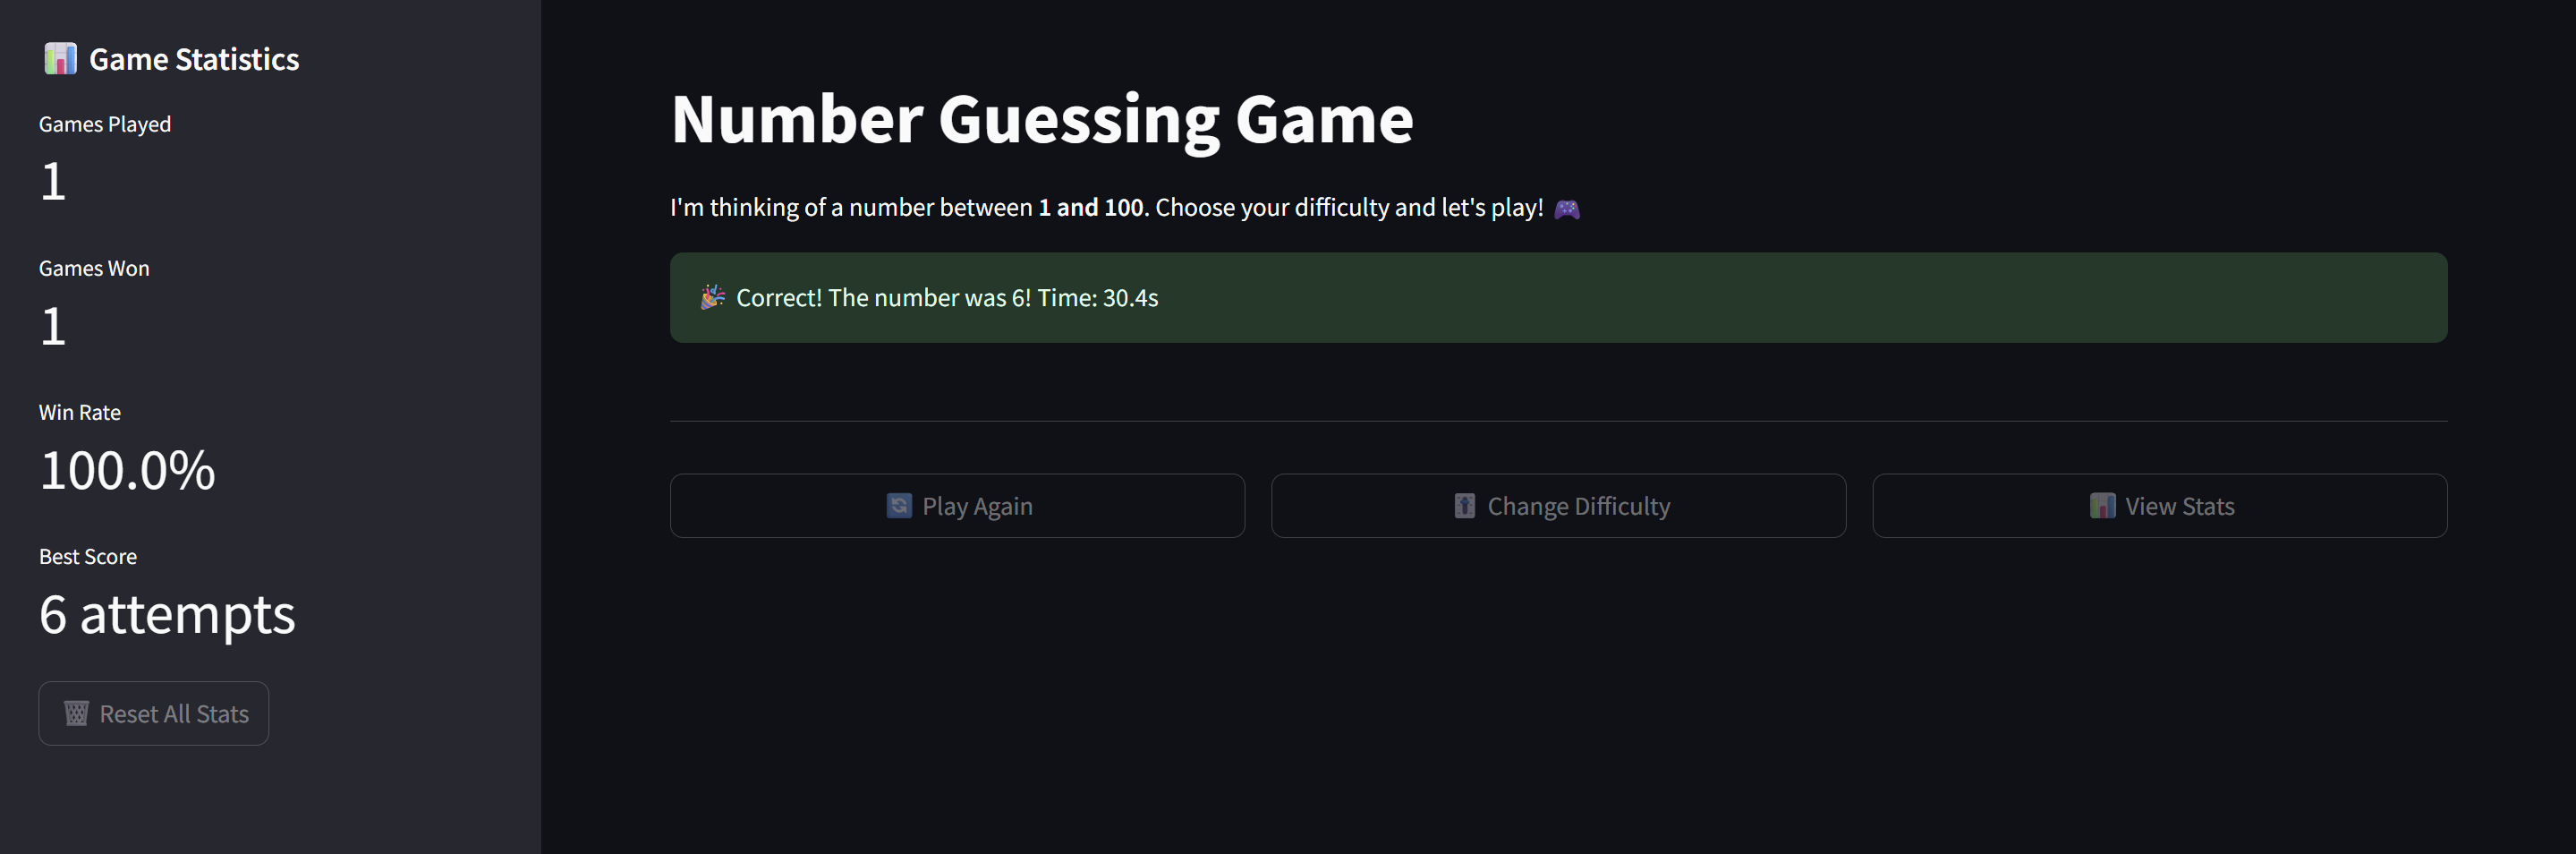 📊 Game Statistics
Games Played
1
Games Won
1
Win Rate
100.0%
Best Score
6 attempts
🗑️ Reset All Stats
Number Guessing Game
I'm thinking of a number between 1 and 100. Choose your difficulty and let's play! 🎮
🎉 Correct! The number was 6! Time: 30.4s
🔄 Play Again
🎚️ Change Difficulty
📊 View Stats